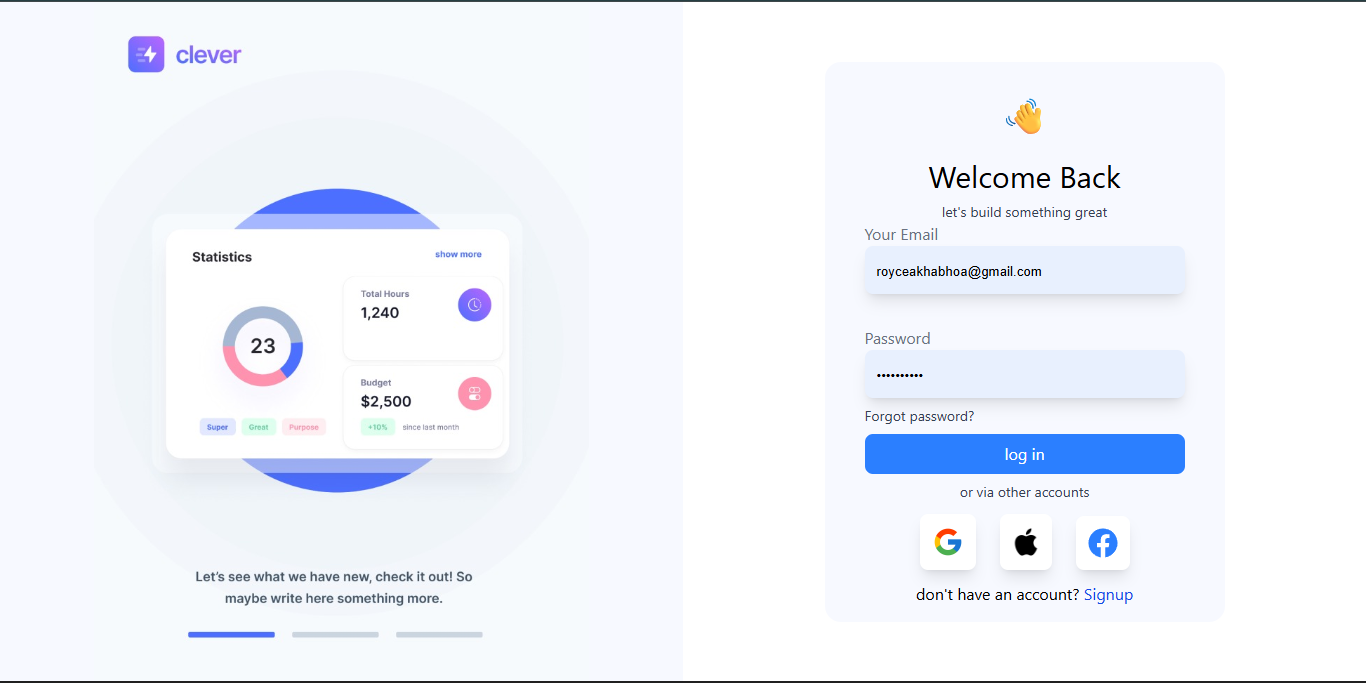 clever
Statistics
show more
23
Super
Great
Purpose
Total Hours
1,240
Budget
$2,500
+10%
since last month
Let's see what we have new, check it out! So
maybe write here something more.
Welcome Back
let's build something great
Your Email
royceakhabhoa@gmail.com
Password
••••••••••
Forgot password?
log in
or via other accounts
don't have an account? Signup